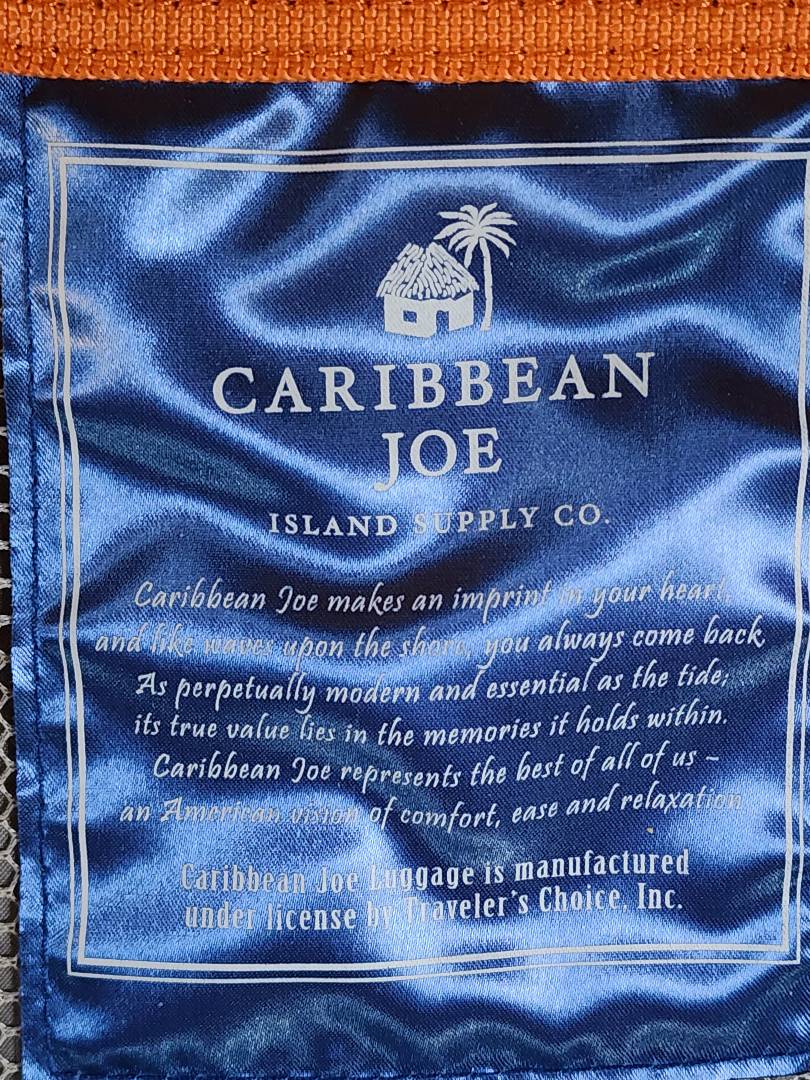 CARIBBEAN
JOE
ISLAND SUPPLY CO.
Caribbean Joe makes an imprint in your heart,
and like waves upon the shore, you always come back
As perpetually modern and essential as the tide;
its true value lies in the memories it holds within.
Caribbean Joe represents the best of all of us ~
an American vision of comfort, ease and relaxation.
Caribbean Joe Luggage is manufactured
under license by Traveler's Choice, Inc.